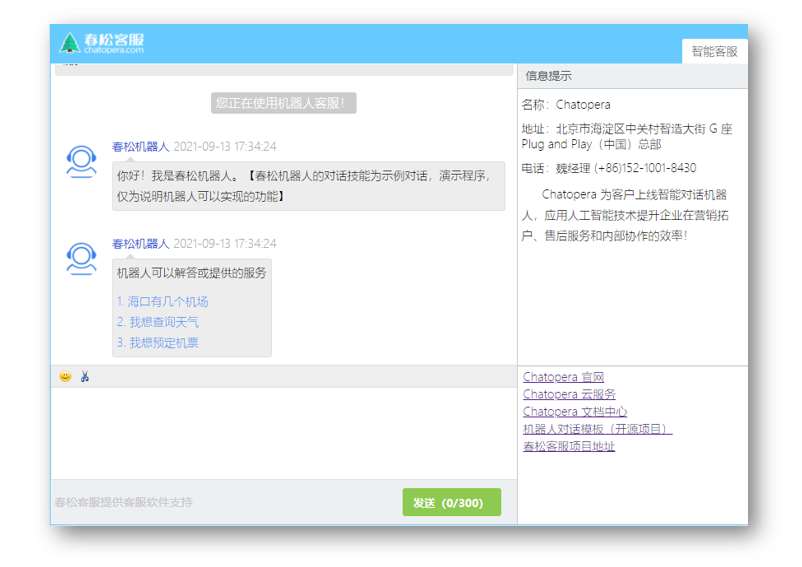 春松客服
chatopera.com
智能客服
您正在使用机器人客服！
春松机器人 2021-09-13 17:34:24
你好！我是春松机器人。【春松机器人的对话技能为示例对话，演示程序，
仅为说明机器人可以实现的功能】
春松机器人 2021-09-13 17:34:24
机器人可以解答或提供的服务
1. 海口有几个机场
2. 我想查询天气
3. 我想预定机票
春松客服提供客服软件支持
发送（0/300）
信息提示
名称：Chatopera
地址：北京市海淀区中关村智造大街 G 座
Plug and Play（中国）总部
电话：魏经理 (+86)152-1001-8430
Chatopera 为客户上线智能对话机器
人，应用人工智能技术提升企业在营销拓
户、售后服务和内部协作的效率！
Chatopera 官网
Chatopera 云服务
Chatopera 文档中心
机器人对话模板（开源项目）
春松客服项目地址